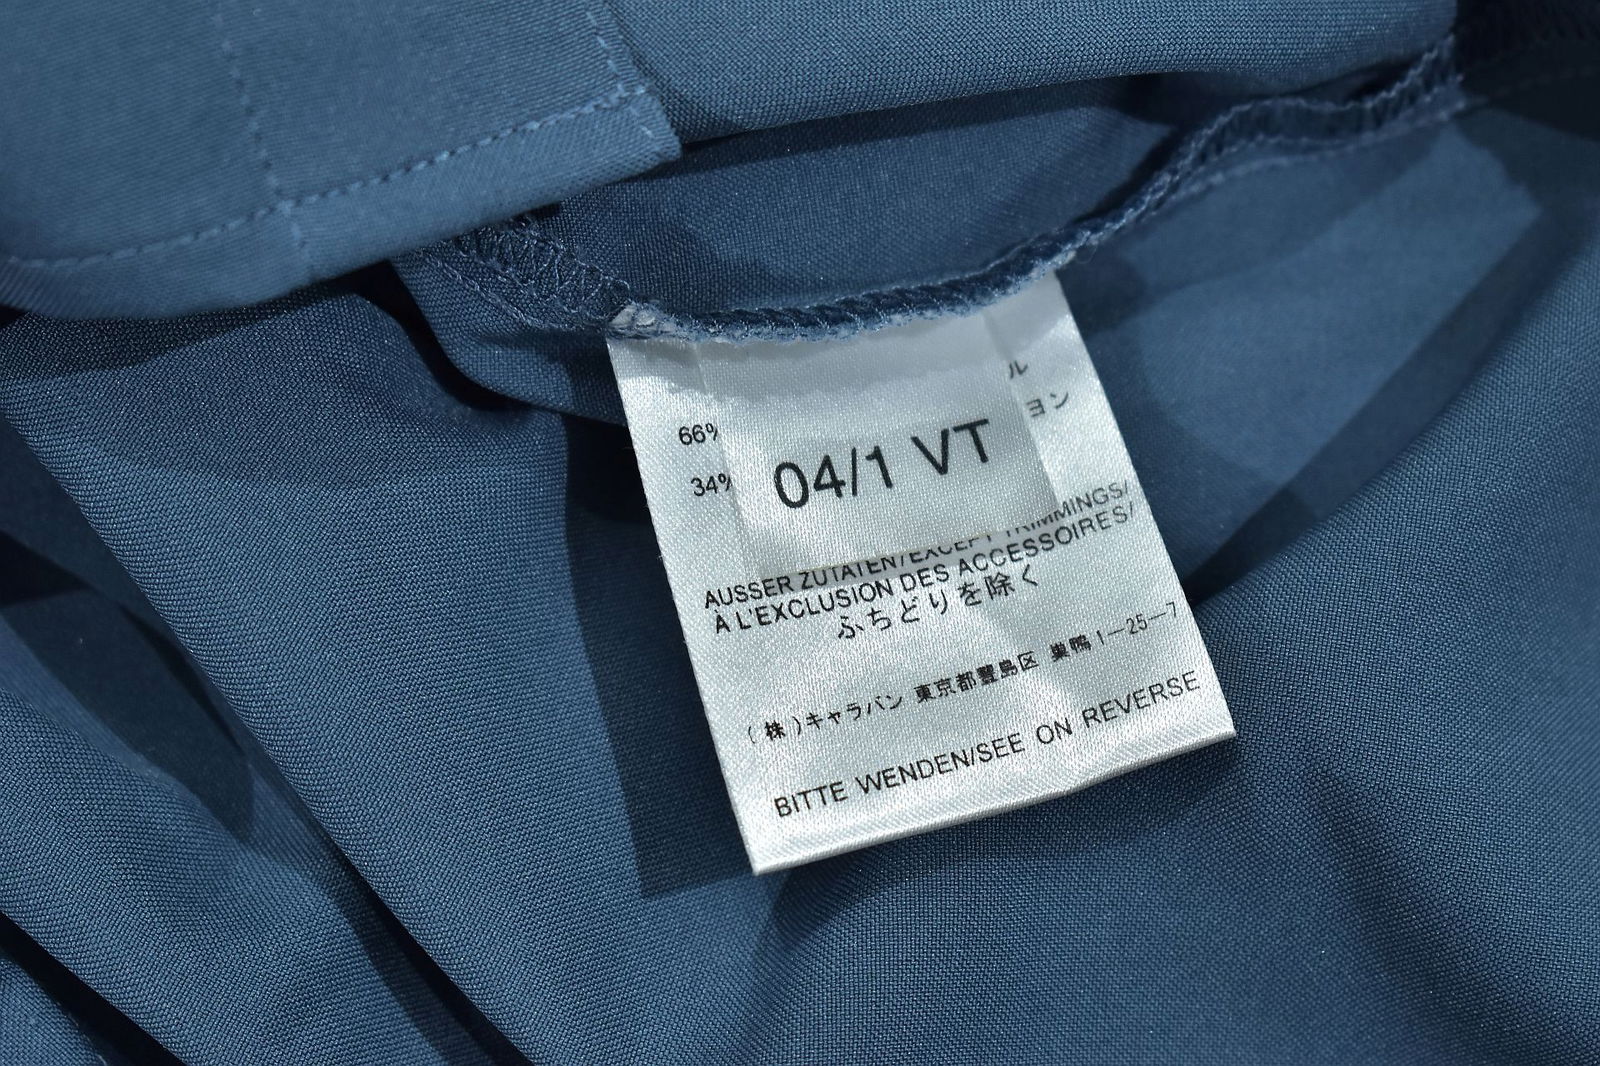 ル
66%
ヨン
34%
04/1 VT
AUSSER ZUTATEN/EXCEPT TRIMMINGS/
À L'EXCLUSION DES ACCESSOIRES/
ふちどりを除く
(株)キャラバン 東京都豊島区 巣鴨1-25-7
BITTE WENDEN/SEE ON REVERSE